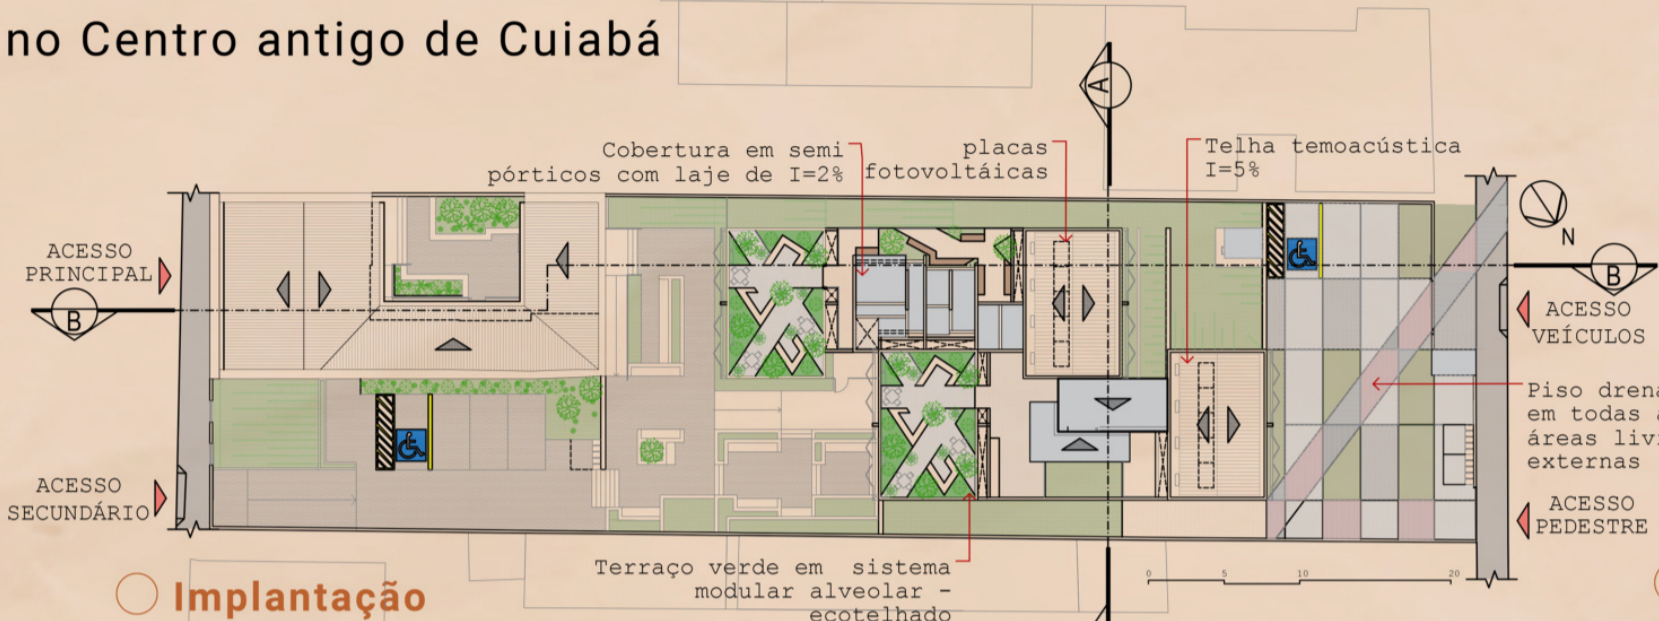 no Centro antigo de Cuiabá
A
Cobertura em semi
pórticos com laje de I=2%
placas
fotovoltáicas
Telha temoacústica
I=5%
N
ACESSO
PRINCIPAL
B
B
ACESSO
VEÍCULOS
Piso drena
em todas a
áreas livr
externas
ACESSO
SECUNDÁRIO
ACESSO
PEDESTRE
Terraço verde em sistema
modular alveolar -
ecotelhado
0 5 10 20
Implantação